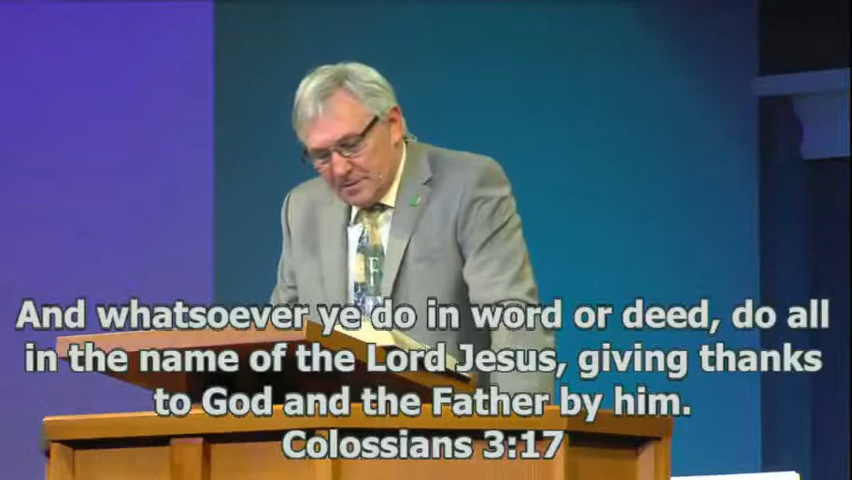 And whatsoever ye do in word or deed, do all
in the name of the Lord Jesus, giving thanks
to God and the Father by him.
Colossians 3:17